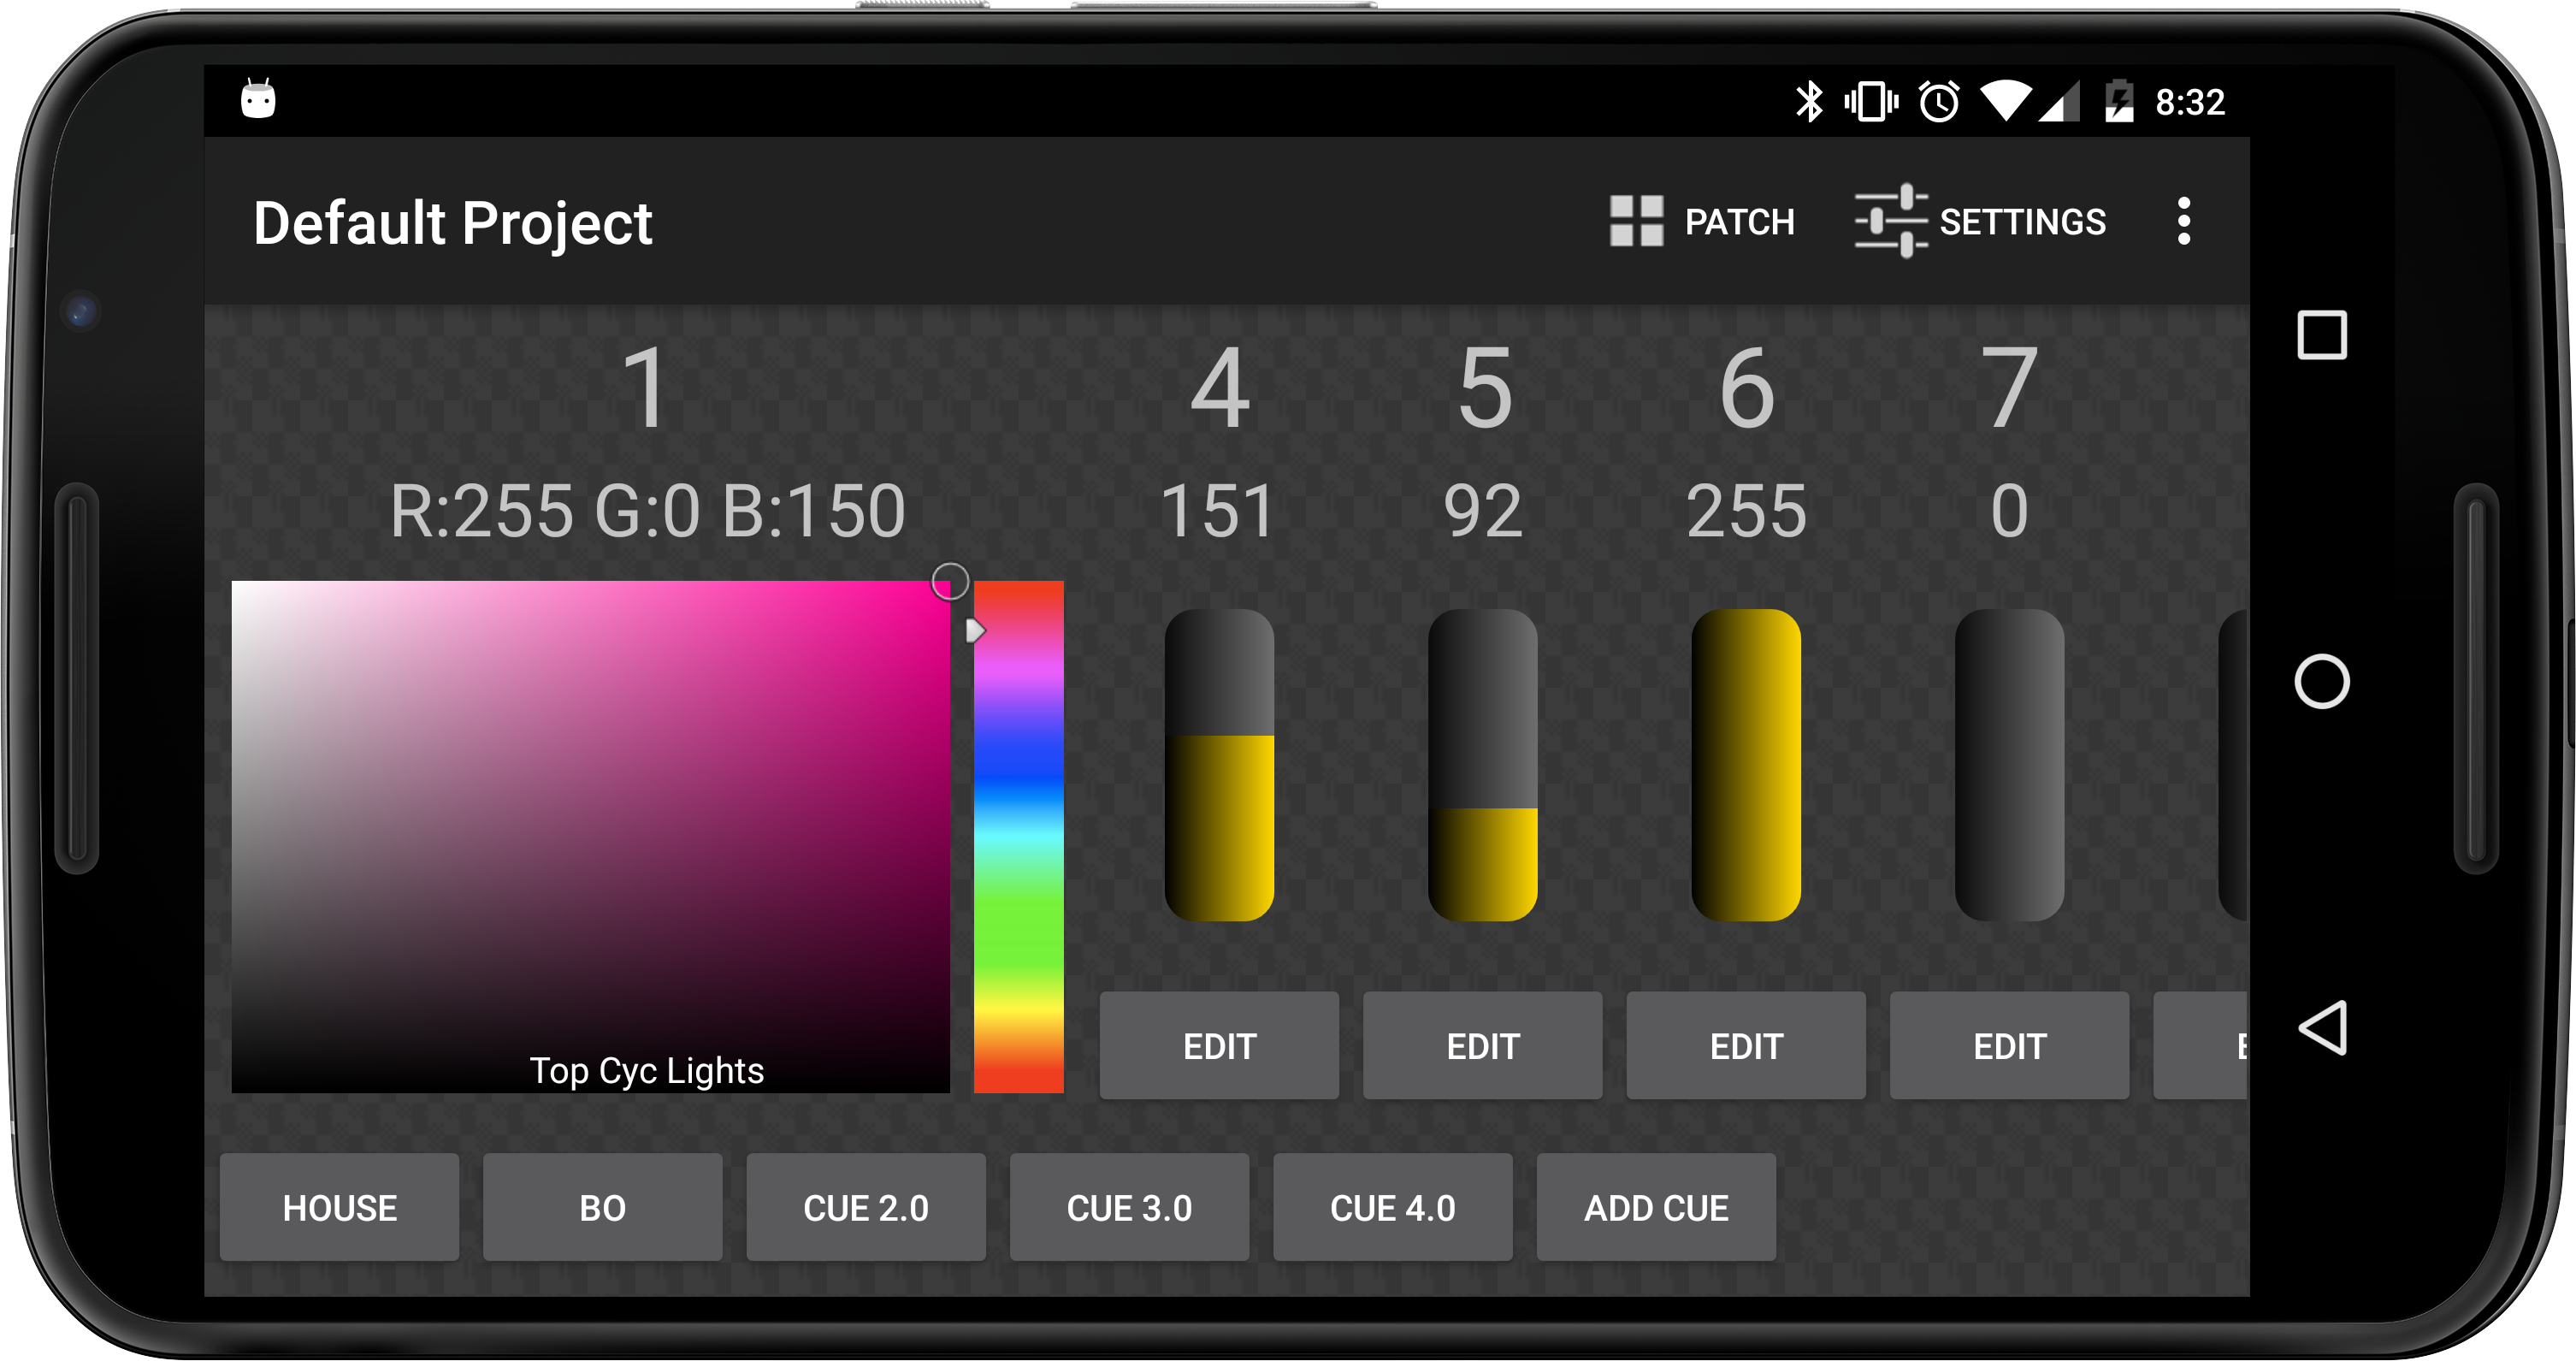 8:32
Default Project
PATCH
SETTINGS
1
4
5
6
7
R:255 G:0 B:150
151
92
255
0
Top Cyc Lights
EDIT
EDIT
EDIT
EDIT
HOUSE
BO
CUE 2.0
CUE 3.0
CUE 4.0
ADD CUE